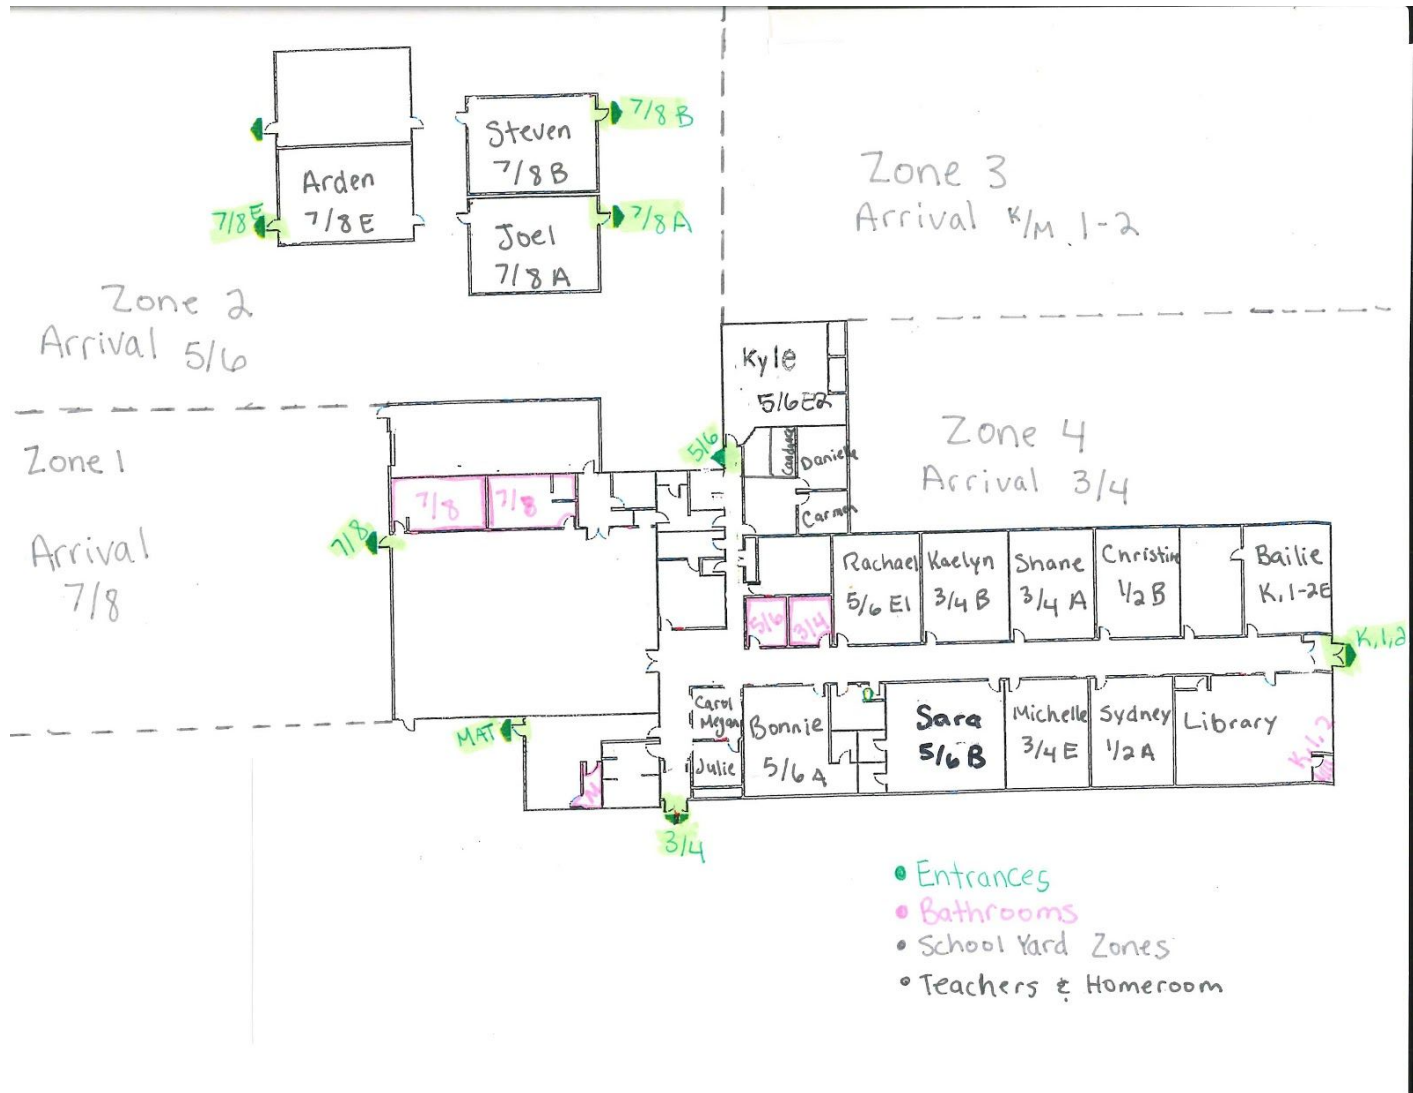 7/8 B
Steven
7/8 B
Arden
7/8 E
7/8 E
7/8 A
Joel
7/8 A
Zone 3
Arrival K/M, 1-2
Zone 2
Arrival 5/6
Kyle
5/6 E2
Zone 4
Arrival 3/4
5/6
Candace
Danielle
Carmen
Zone 1
Arrival
7/8
7/8
7/8
7/8
Rachael
5/6 E1
Kaelyn
3/4 B
Shane
3/4 A
Christine
1/2 B
Bailie
K, 1-2E
5/6
3/4
K, 1, 2
MAT
Carol
Megan
Julie
Bonnie
5/6 A
Sara
5/6 B
Michelle
3/4 E
Sydney
1/2 A
Library
K, 1, 2
3/4
• Entrances
• Bathrooms
• School Yard Zones
• Teachers & Homeroom